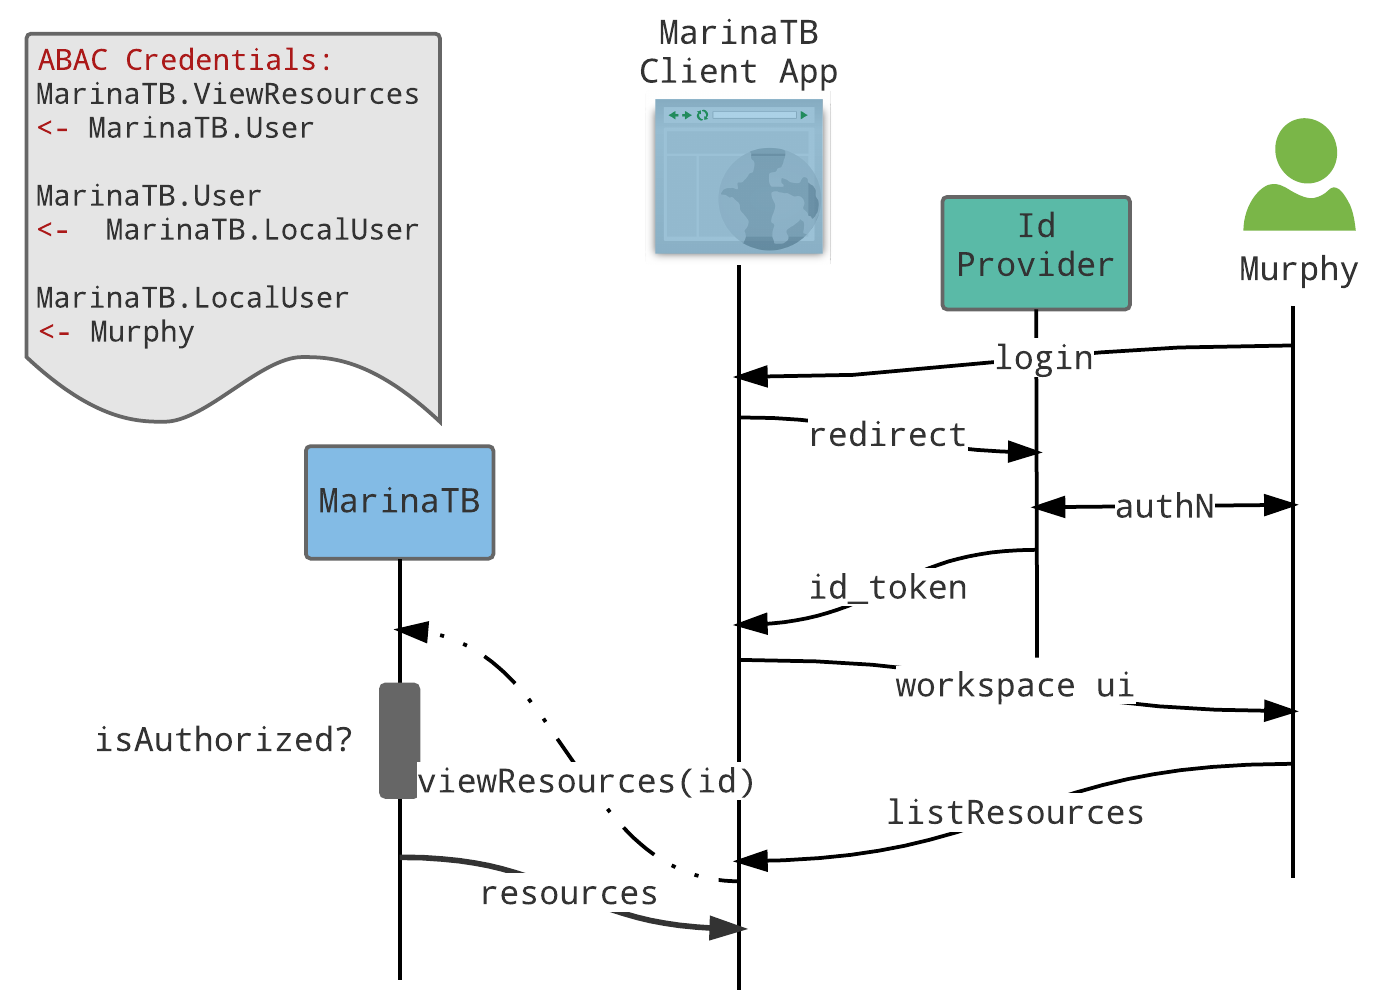 ABAC Credentials:
MarinaTB.ViewResources
<- MarinaTB.User
MarinaTB.User
<-  MarinaTB.LocalUser
MarinaTB.LocalUser
<- Murphy
MarinaTB
Client App
Id
Provider
Murphy
login
redirect
MarinaTB
authN
id_token
workspace ui
isAuthorized?
viewResources(id)
listResources
resources